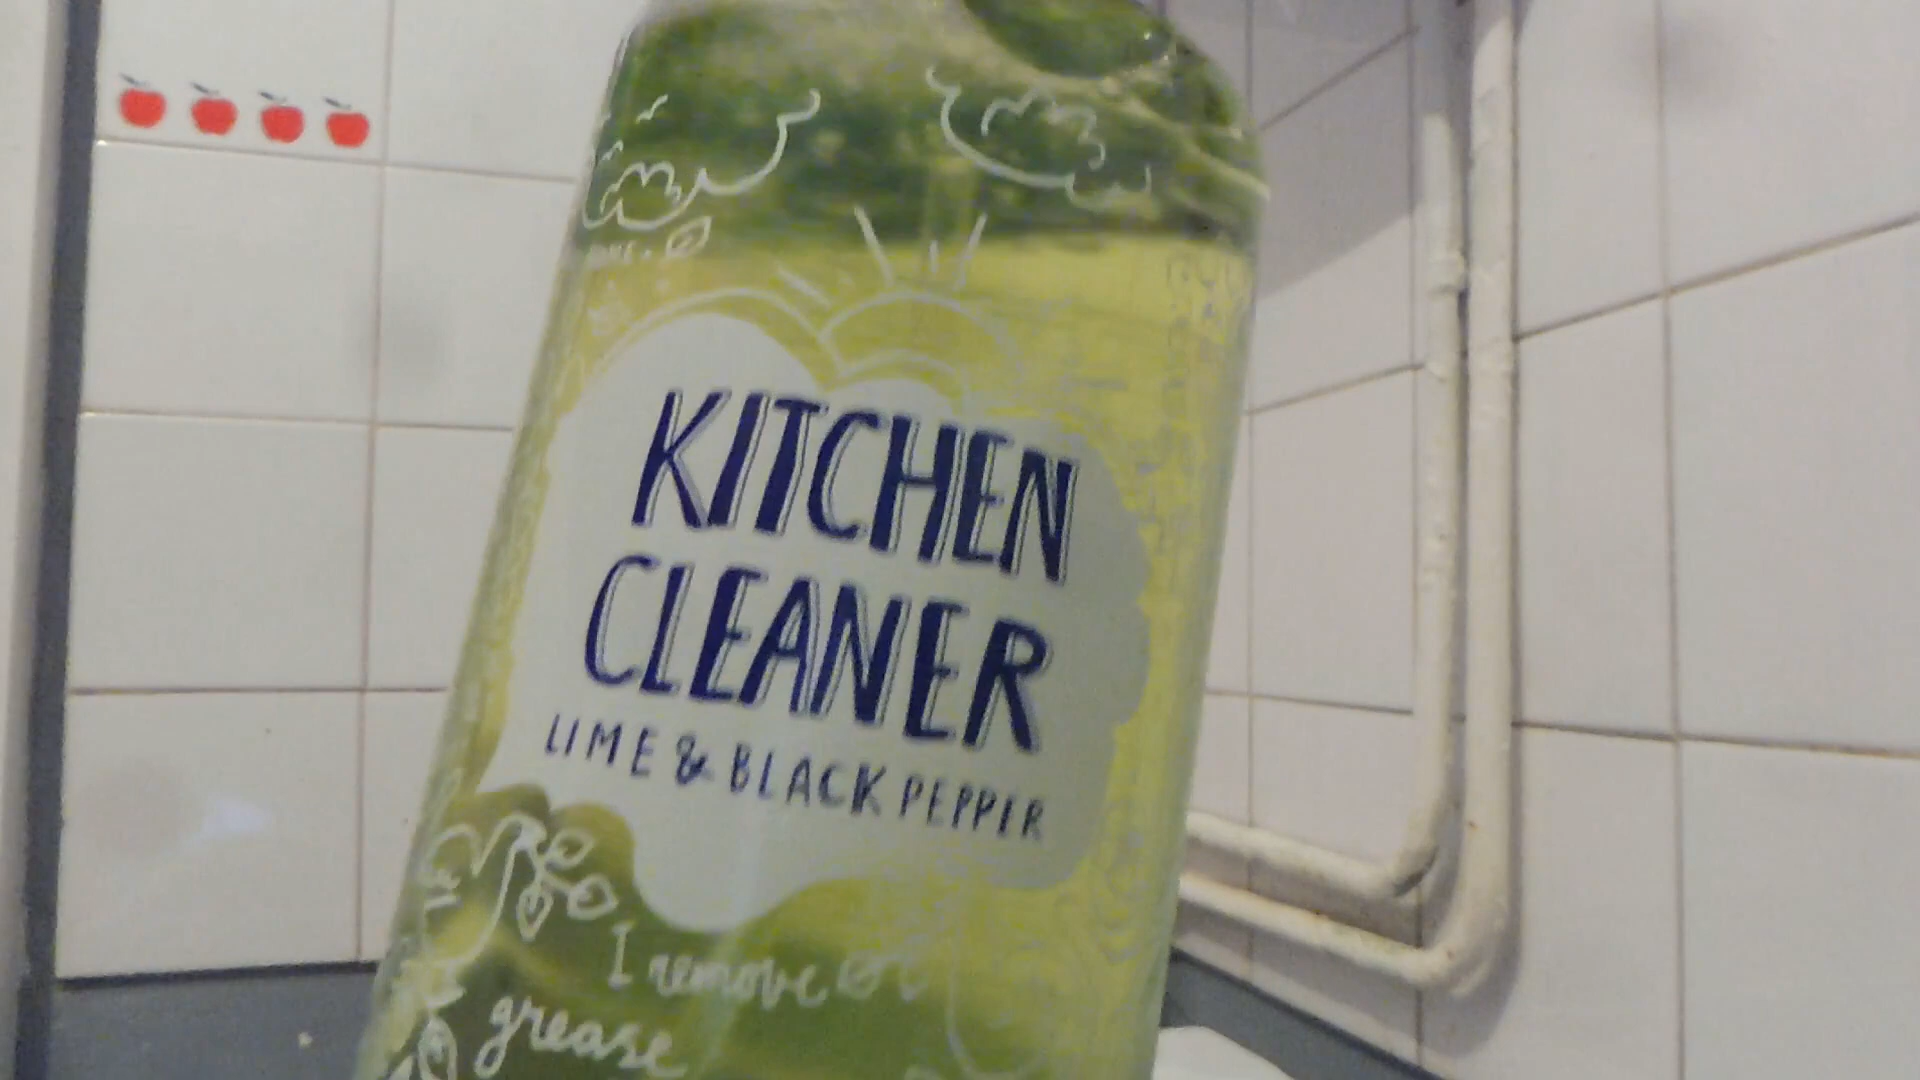 KITCHEN
CLEANER
LIME & BLACK PEPPER
I remove
grease